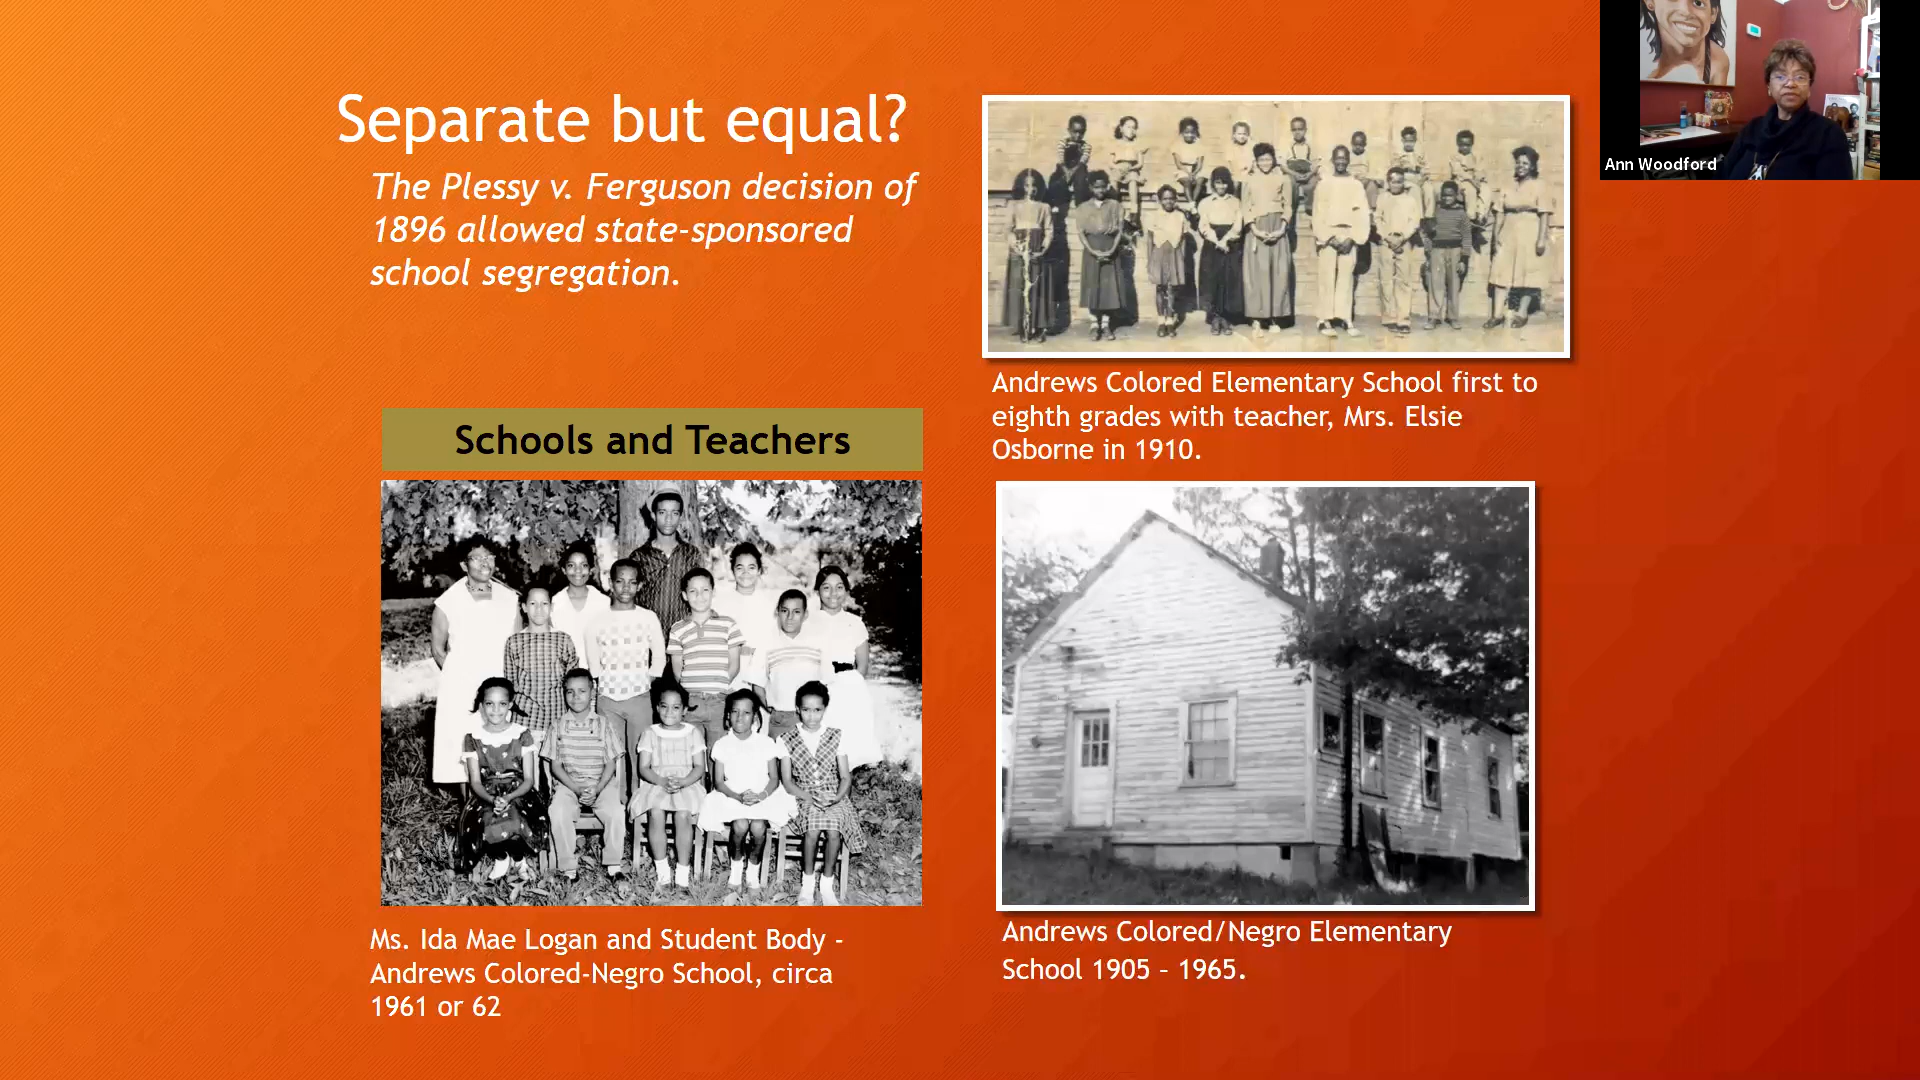 Separate but equal?
The Plessy v. Ferguson decision of
1896 allowed state-sponsored
school segregation.
Schools and Teachers
Ms. Ida Mae Logan and Student Body -
Andrews Colored-Negro School, circa
1961 or 62
Andrews Colored Elementary School first to
eighth grades with teacher, Mrs. Elsie
Osborne in 1910.
Andrews Colored/Negro Elementary
School 1905 – 1965.
Ann Woodford